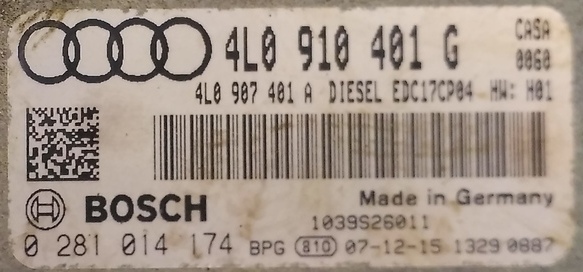 4L0 910 401 G CASA
0060
4L0 907 401 A DIESEL EDC17CP04 HW: H01
BOSCH
Made in Germany
1039S26011
0 281 014 174 BPG 810 07-12-15 1329 0887